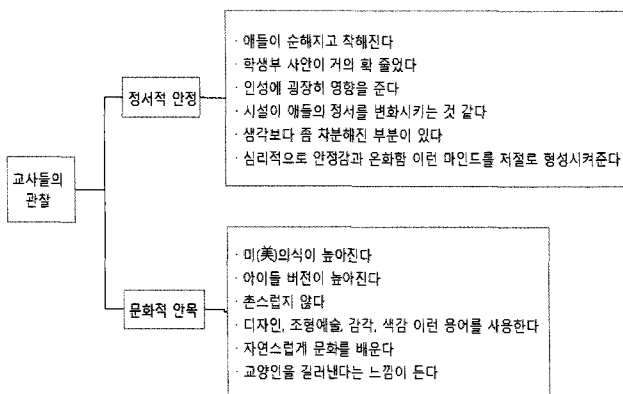 · 애들이 순해지고 착해진다
· 학생부 사안이 거의 확 줄었다
· 인성에 굉장히 영향을 준다
· 시설이 애들의 정서를 변화시키는 것 같다
· 생각보다 좀 차분해진 부분이 있다
· 심리적으로 안정감과 온화함 이런 마인드를 저절로 형성시켜준다
정서적 안정
교사들의
관찰
문화적 안목
· 미(美)의식이 높아진다
· 아이들 버전이 높아진다
· 촌스럽지 않다
· 디자인, 조형예술, 감각, 색감 이런 용어를 사용한다
· 자연스럽게 문화를 배운다
· 교양인을 길러낸다는 느낌이 든다